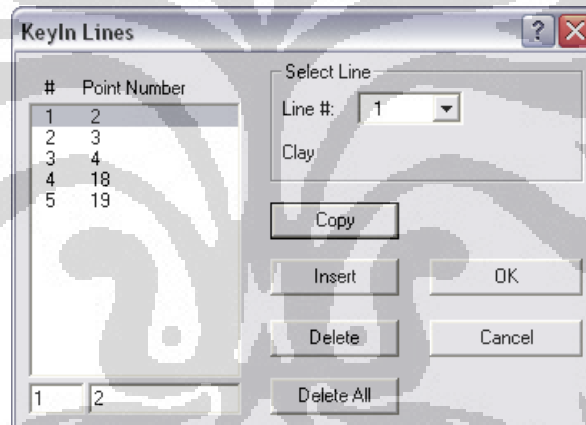 KeyIn Lines
# Point Number
1 2
2 3
3 4
4 18
5 19
1 2
Select Line
Line #: 1
Clay
Copy
Insert
OK
Delete
Cancel
Delete All